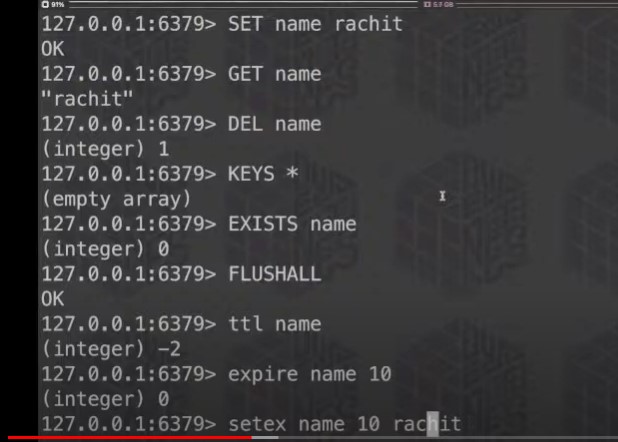 91%
5.9 GB
127.0.0.1:6379> SET name rachit
OK
127.0.0.1:6379> GET name
"rachit"
127.0.0.1:6379> DEL name
(integer) 1
127.0.0.1:6379> KEYS *
(empty array)
127.0.0.1:6379> EXISTS name
(integer) 0
127.0.0.1:6379> FLUSHALL
OK
127.0.0.1:6379> ttl name
(integer) -2
127.0.0.1:6379> expire name 10
(integer) 0
127.0.0.1:6379> setex name 10 rachit